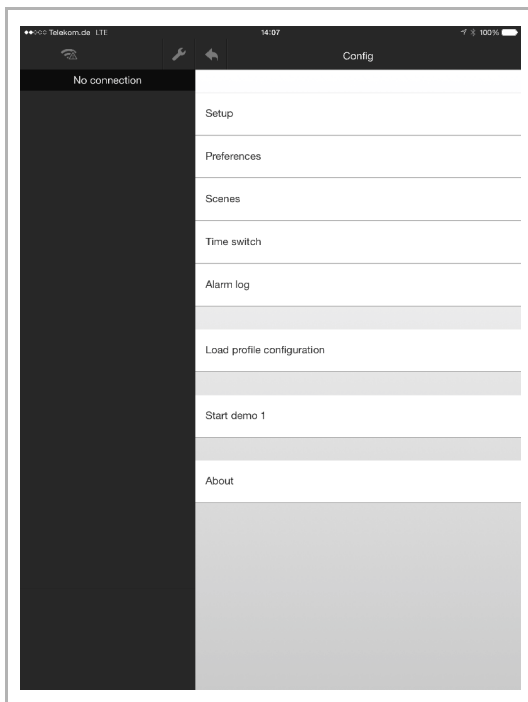 Telekom.de LTE 14:07 100%
Config
No connection
Setup
Preferences
Scenes
Time switch
Alarm log
Load profile configuration
Start demo 1
About